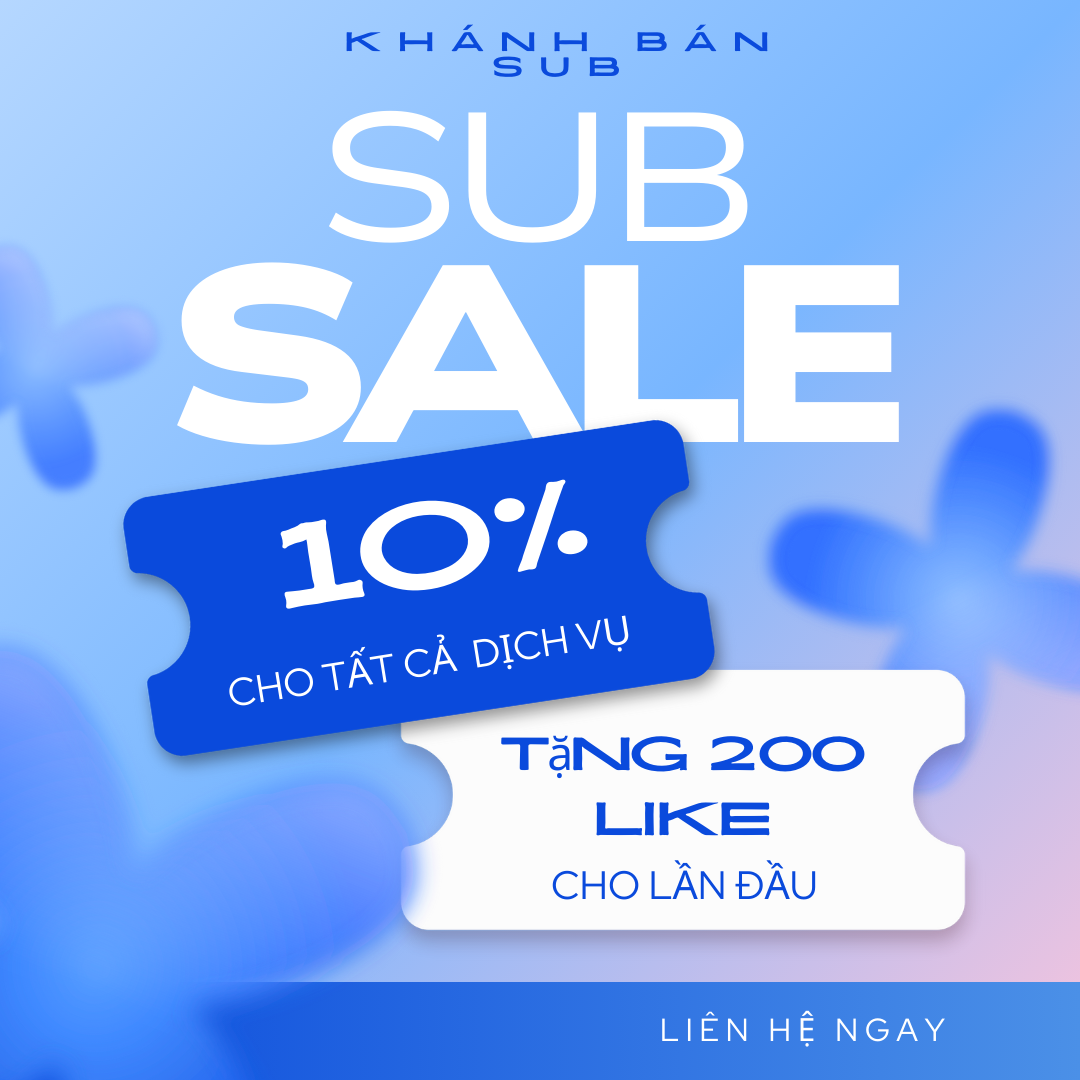 KHÁNH BÁN
SUB
SUB
SALE
10%
CHO TẤT CẢ DỊCH VỤ
TặNG 200
LIKE
CHO LẦN ĐẦU
LIÊN HỆ NGAY